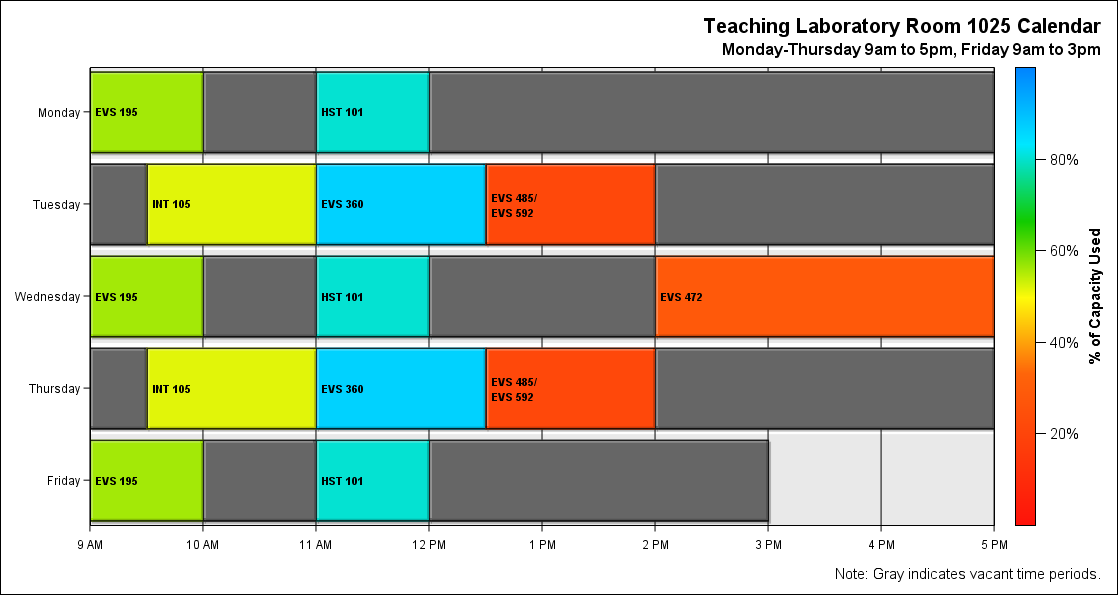 Teaching Laboratory Room 1025 Calendar
Monday-Thursday 9am to 5pm, Friday 9am to 3pm
Monday
EVS 195
HST 101
Tuesday
INT 105
EVS 360
EVS 485/
EVS 592
Wednesday
EVS 195
HST 101
EVS 472
Thursday
INT 105
EVS 360
EVS 485/
EVS 592
Friday
EVS 195
HST 101
9 AM
10 AM
11 AM
12 PM
1 PM
2 PM
3 PM
4 PM
5 PM
80%
60%
40%
20%
% of Capacity Used
Note: Gray indicates vacant time periods.